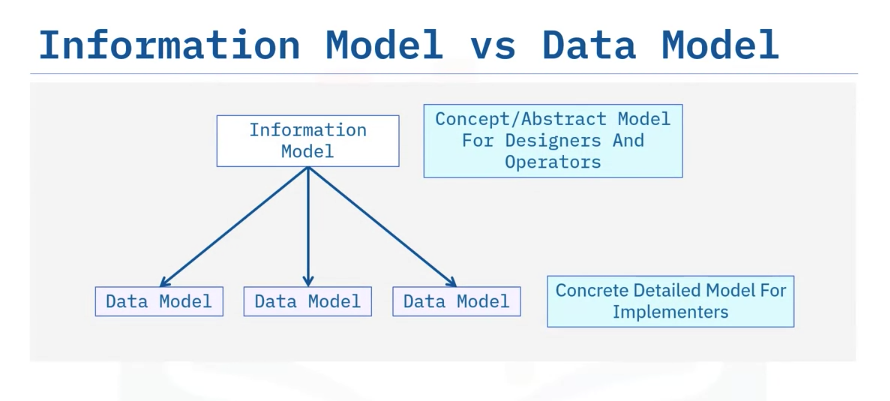 Information Model vs Data Model
Information
Model
Concept/Abstract Model
For Designers And
Operators
Data Model
Data Model
Data Model
Concrete Detailed Model For
Implementers